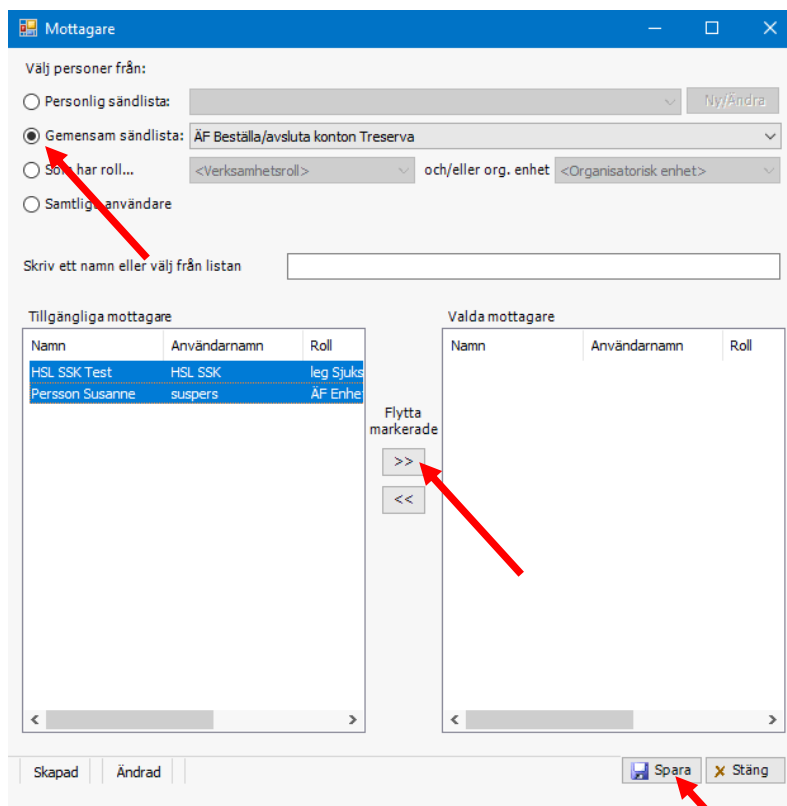 Mottagare
Välj personer från:
Personlig sändlista: Ny/Ändra
Gemensam sändlista: ÄF Beställa/avsluta konton Treserva
Som har roll... <Verksamhetsroll> och/eller org. enhet <Organisatorisk enhet>
Samtliga användare
Skriv ett namn eller välj från listan
Tillgängliga mottagare Valda mottagare
Namn Användarnamn Roll Namn Användarnamn Roll
HSL SSK Test HSL SSK leg Sjuks
Persson Susanne suspers ÄF Enhe
Flytta
markerade
>>
<<
Skapad Ändrad Spara Stäng